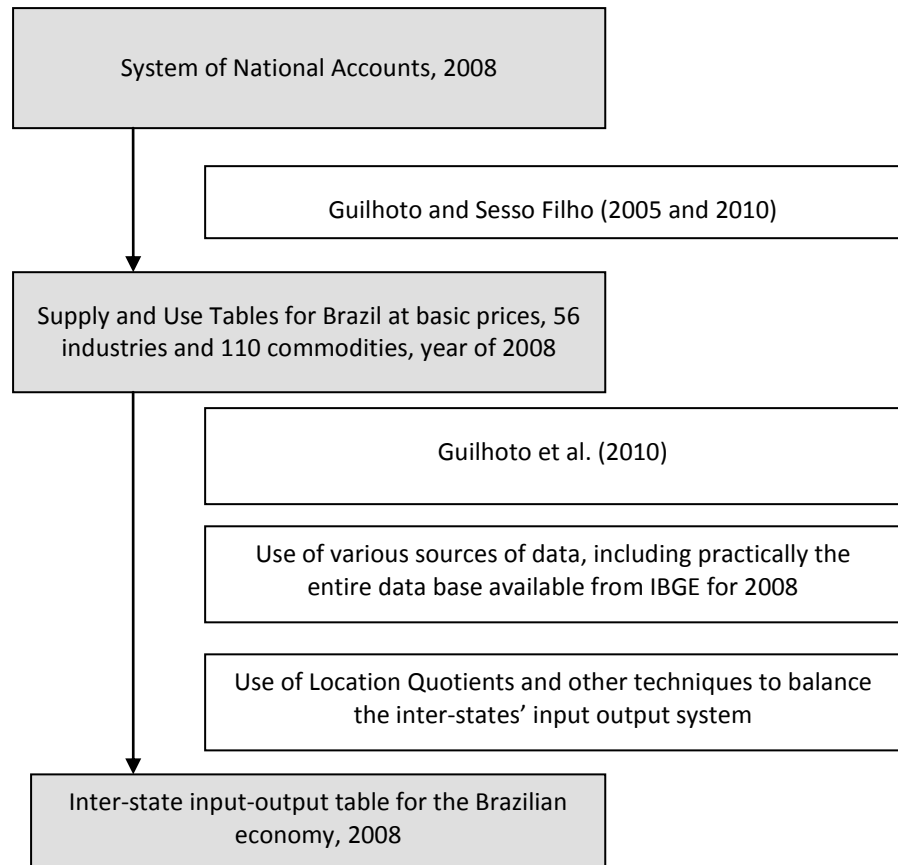 System of National Accounts, 2008
Guilhoto and Sesso Filho (2005 and 2010)
Supply and Use Tables for Brazil at basic prices, 56
industries and 110 commodities, year of 2008
Guilhoto et al. (2010)
Use of various sources of data, including practically the
entire data base available from IBGE for 2008
Use of Location Quotients and other techniques to balance
the inter-states’ input output system
Inter-state input-output table for the Brazilian
economy, 2008